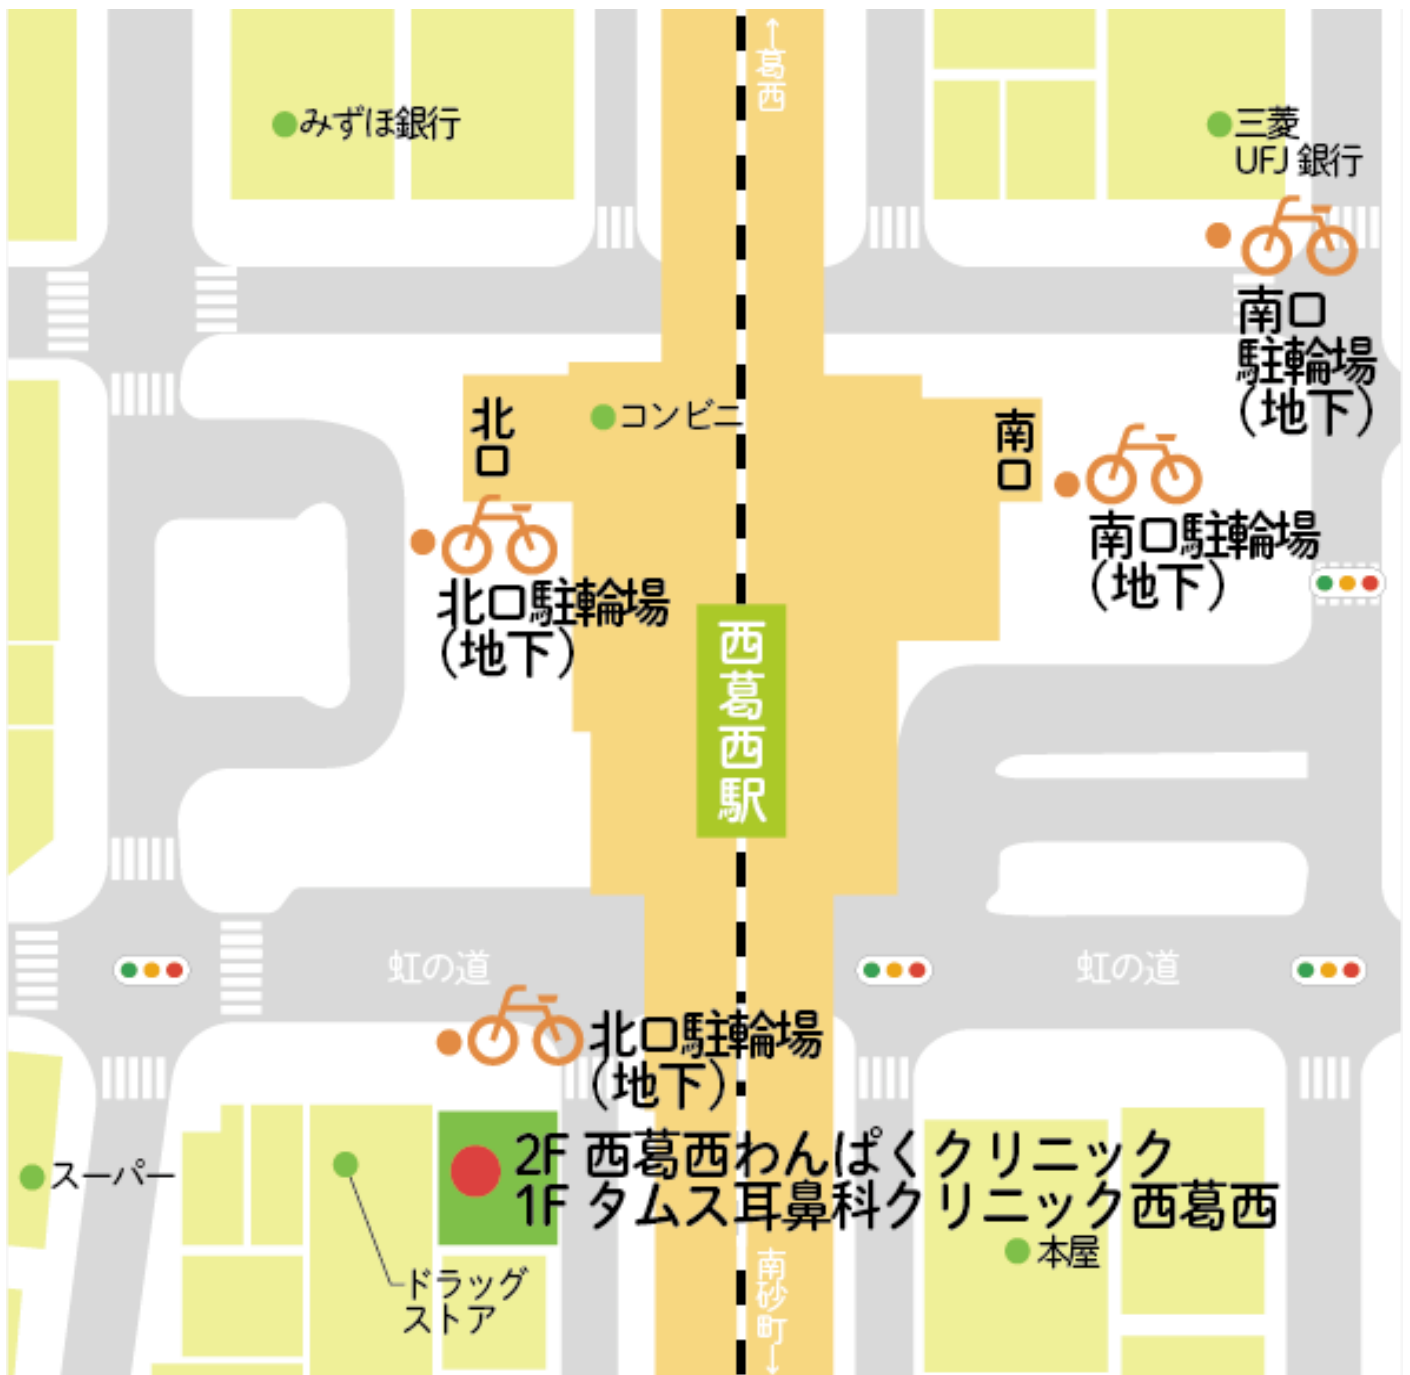 ↑葛西
みずほ銀行
三菱
UFJ 銀行
南口
駐輪場
(地下)
北口
コンビニ
南口
南口駐輪場
(地下)
北口駐輪場
(地下)
西葛西駅
虹の道
虹の道
北口駐輪場
(地下)
2F 西葛西わんぱくクリニック
1F タムス耳鼻科クリニック西葛西
スーパー
本屋
ドラッグ
ストア
南砂町↓